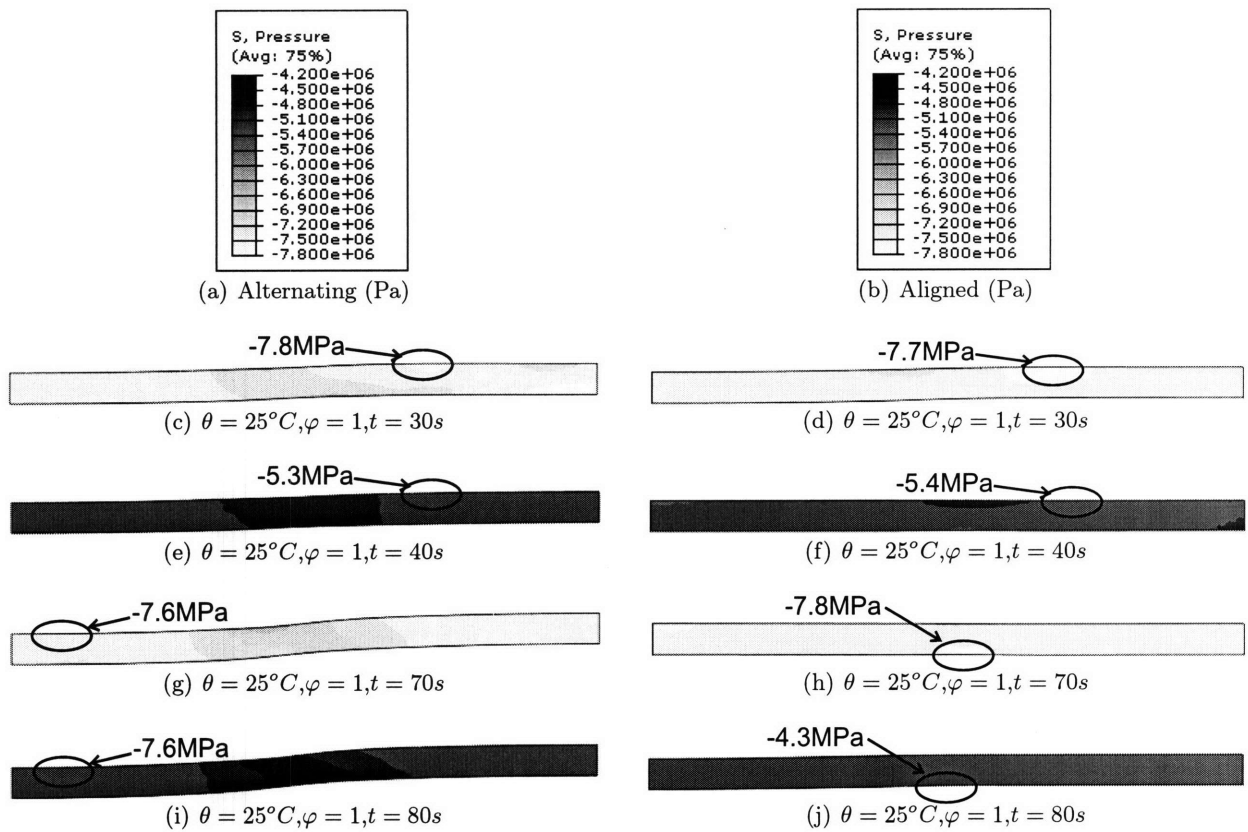 S, Pressure
(Avg: 75%)
-4.200e+06
-4.500e+06
-4.800e+06
-5.100e+06
-5.400e+06
-5.700e+06
-6.000e+06
-6.300e+06
-6.600e+06
-6.900e+06
-7.200e+06
-7.500e+06
-7.800e+06
(a) Alternating (Pa)
S, Pressure
(Avg: 75%)
-4.200e+06
-4.500e+06
-4.800e+06
-5.100e+06
-5.400e+06
-5.700e+06
-6.000e+06
-6.300e+06
-6.600e+06
-6.900e+06
-7.200e+06
-7.500e+06
-7.800e+06
(b) Aligned (Pa)
-7.8MPa
(c) θ = 25°C,φ = 1,t = 30s
-7.7MPa
(d) θ = 25°C,φ = 1,t = 30s
-5.3MPa
(e) θ = 25°C,φ = 1,t = 40s
-5.4MPa
(f) θ = 25°C,φ = 1,t = 40s
-7.6MPa
(g) θ = 25°C,φ = 1,t = 70s
-7.8MPa
(h) θ = 25°C,φ = 1,t = 70s
-7.6MPa
(i) θ = 25°C,φ = 1,t = 80s
-4.3MPa
(j) θ = 25°C,φ = 1,t = 80s